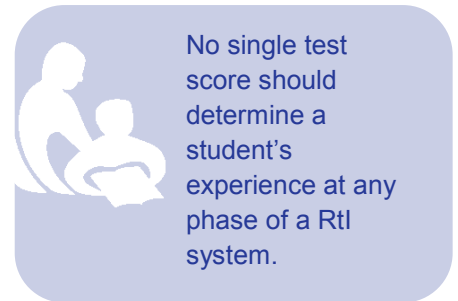 No single test
score should
determine a
student’s
experience at any
phase of a RtI
system.